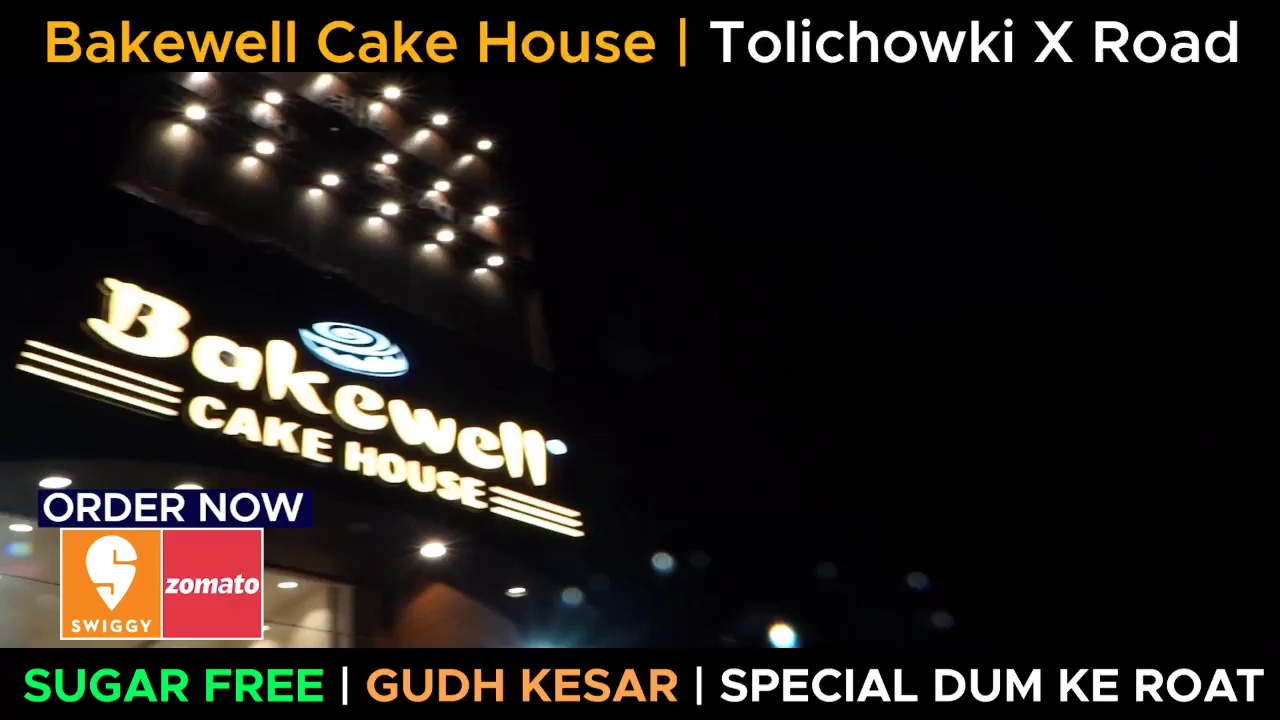 Bakewell Cake House | Tolichowki X Road
Bakewell
CAKE HOUSE
ORDER NOW
SWIGGY
zomato
SUGAR FREE | GUDH KESAR | SPECIAL DUM KE ROAT